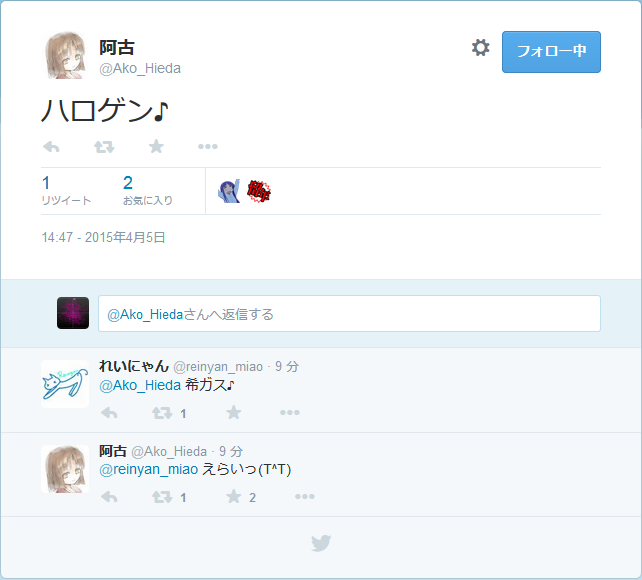 阿古
@Ako_Hieda
フォロー中
ハロゲン♪
1
リツイート
2
お気に入り
14:47 - 2015年4月5日
@Ako_Hiedaさんへ返信する
れいにゃん @reinyan_miao · 9 分
@Ako_Hieda 希ガス♪
1
阿古 @Ako_Hieda · 9 分
@reinyan_miao えらいっ(T^T)
1 2